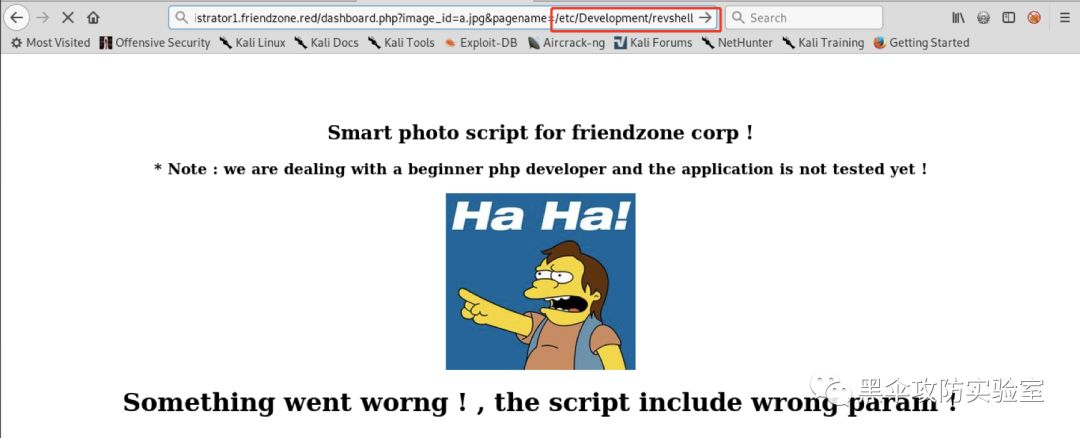 istrator1.friendzone.red/dashboard.php?image_id=a.jpg&pagename=/etc/Development/revshell
Search
Most Visited Offensive Security Kali Linux Kali Docs Kali Tools Exploit-DB Aircrack-ng Kali Forums NetHunter Kali Training Getting Started
Smart photo script for friendzone corp !
* Note : we are dealing with a beginner php developer and the application is not tested yet !
Ha Ha!
黑伞攻防实验室
Something went worng ! , the script include wrong param !